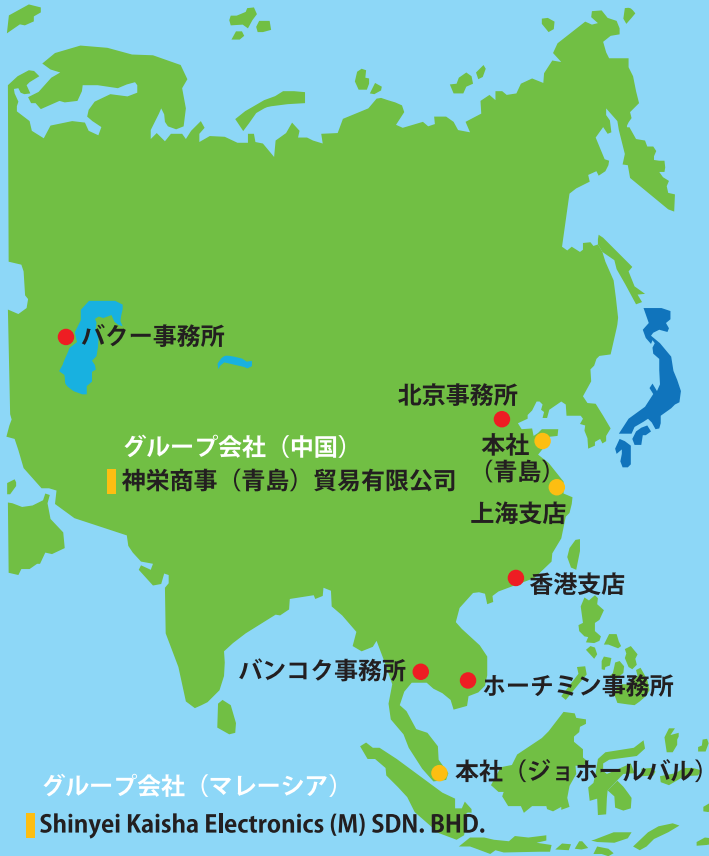 バクー事務所
北京事務所
グループ会社（中国）
神栄商事（青島）貿易有限公司
本社
（青島）
上海支店
香港支店
バンコク事務所
ホーチミン事務所
本社（ジョホールバル）
グループ会社（マレーシア）
Shinyei Kaisha Electronics (M) SDN. BHD.